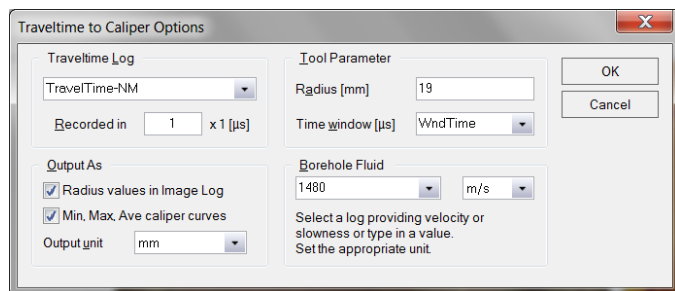 Traveltime to Caliper Options
Traveltime Log
TravelTime-NM
Recorded in 1 x 1 [µs]
Tool Parameter
Radius [mm] 19
Time window [µs] WndTime
OK
Cancel
Output As
Radius values in Image Log
Min, Max, Ave caliper curves
Output unit mm
Borehole Fluid
1480 m/s
Select a log providing velocity or
slowness or type in a value.
Set the appropriate unit.